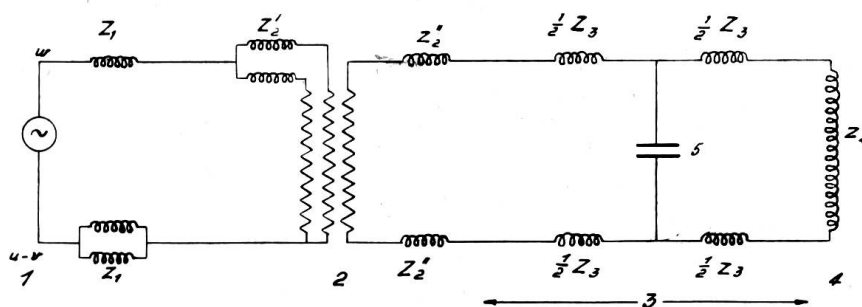 Z₁ Z₂' Z₂" ½ Z₃ ½ Z₃
w
5
u-v
Z₁ Z₂" ½ Z₃ ½ Z₃
1 2 3 4